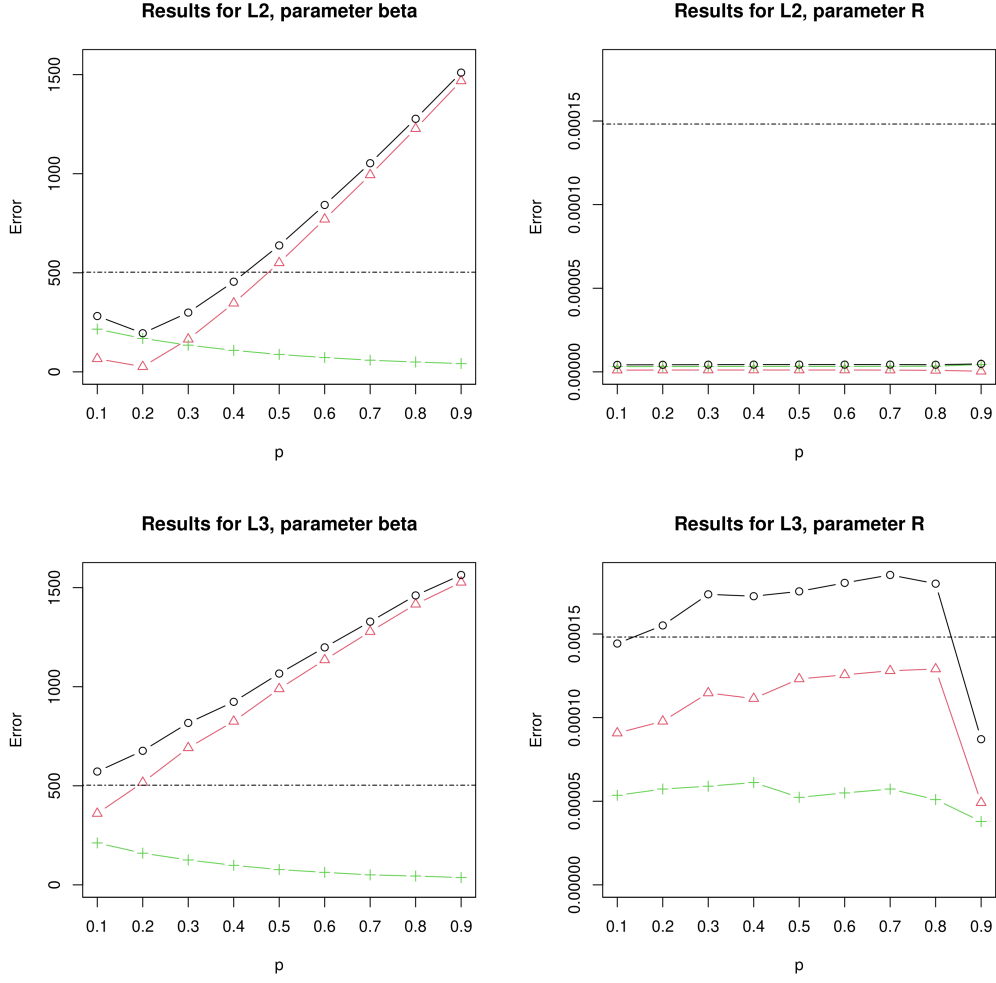 Results for L2, parameter beta
Error
1500
1000
500
0
0.1 0.2 0.3 0.4 0.5 0.6 0.7 0.8 0.9
p
Results for L2, parameter R
Error
0.00015
0.00010
0.00005
0.00000
0.1 0.2 0.3 0.4 0.5 0.6 0.7 0.8 0.9
p
Results for L3, parameter beta
Error
1500
1000
500
0
0.1 0.2 0.3 0.4 0.5 0.6 0.7 0.8 0.9
p
Results for L3, parameter R
Error
0.00015
0.00010
0.00005
0.00000
0.1 0.2 0.3 0.4 0.5 0.6 0.7 0.8 0.9
p